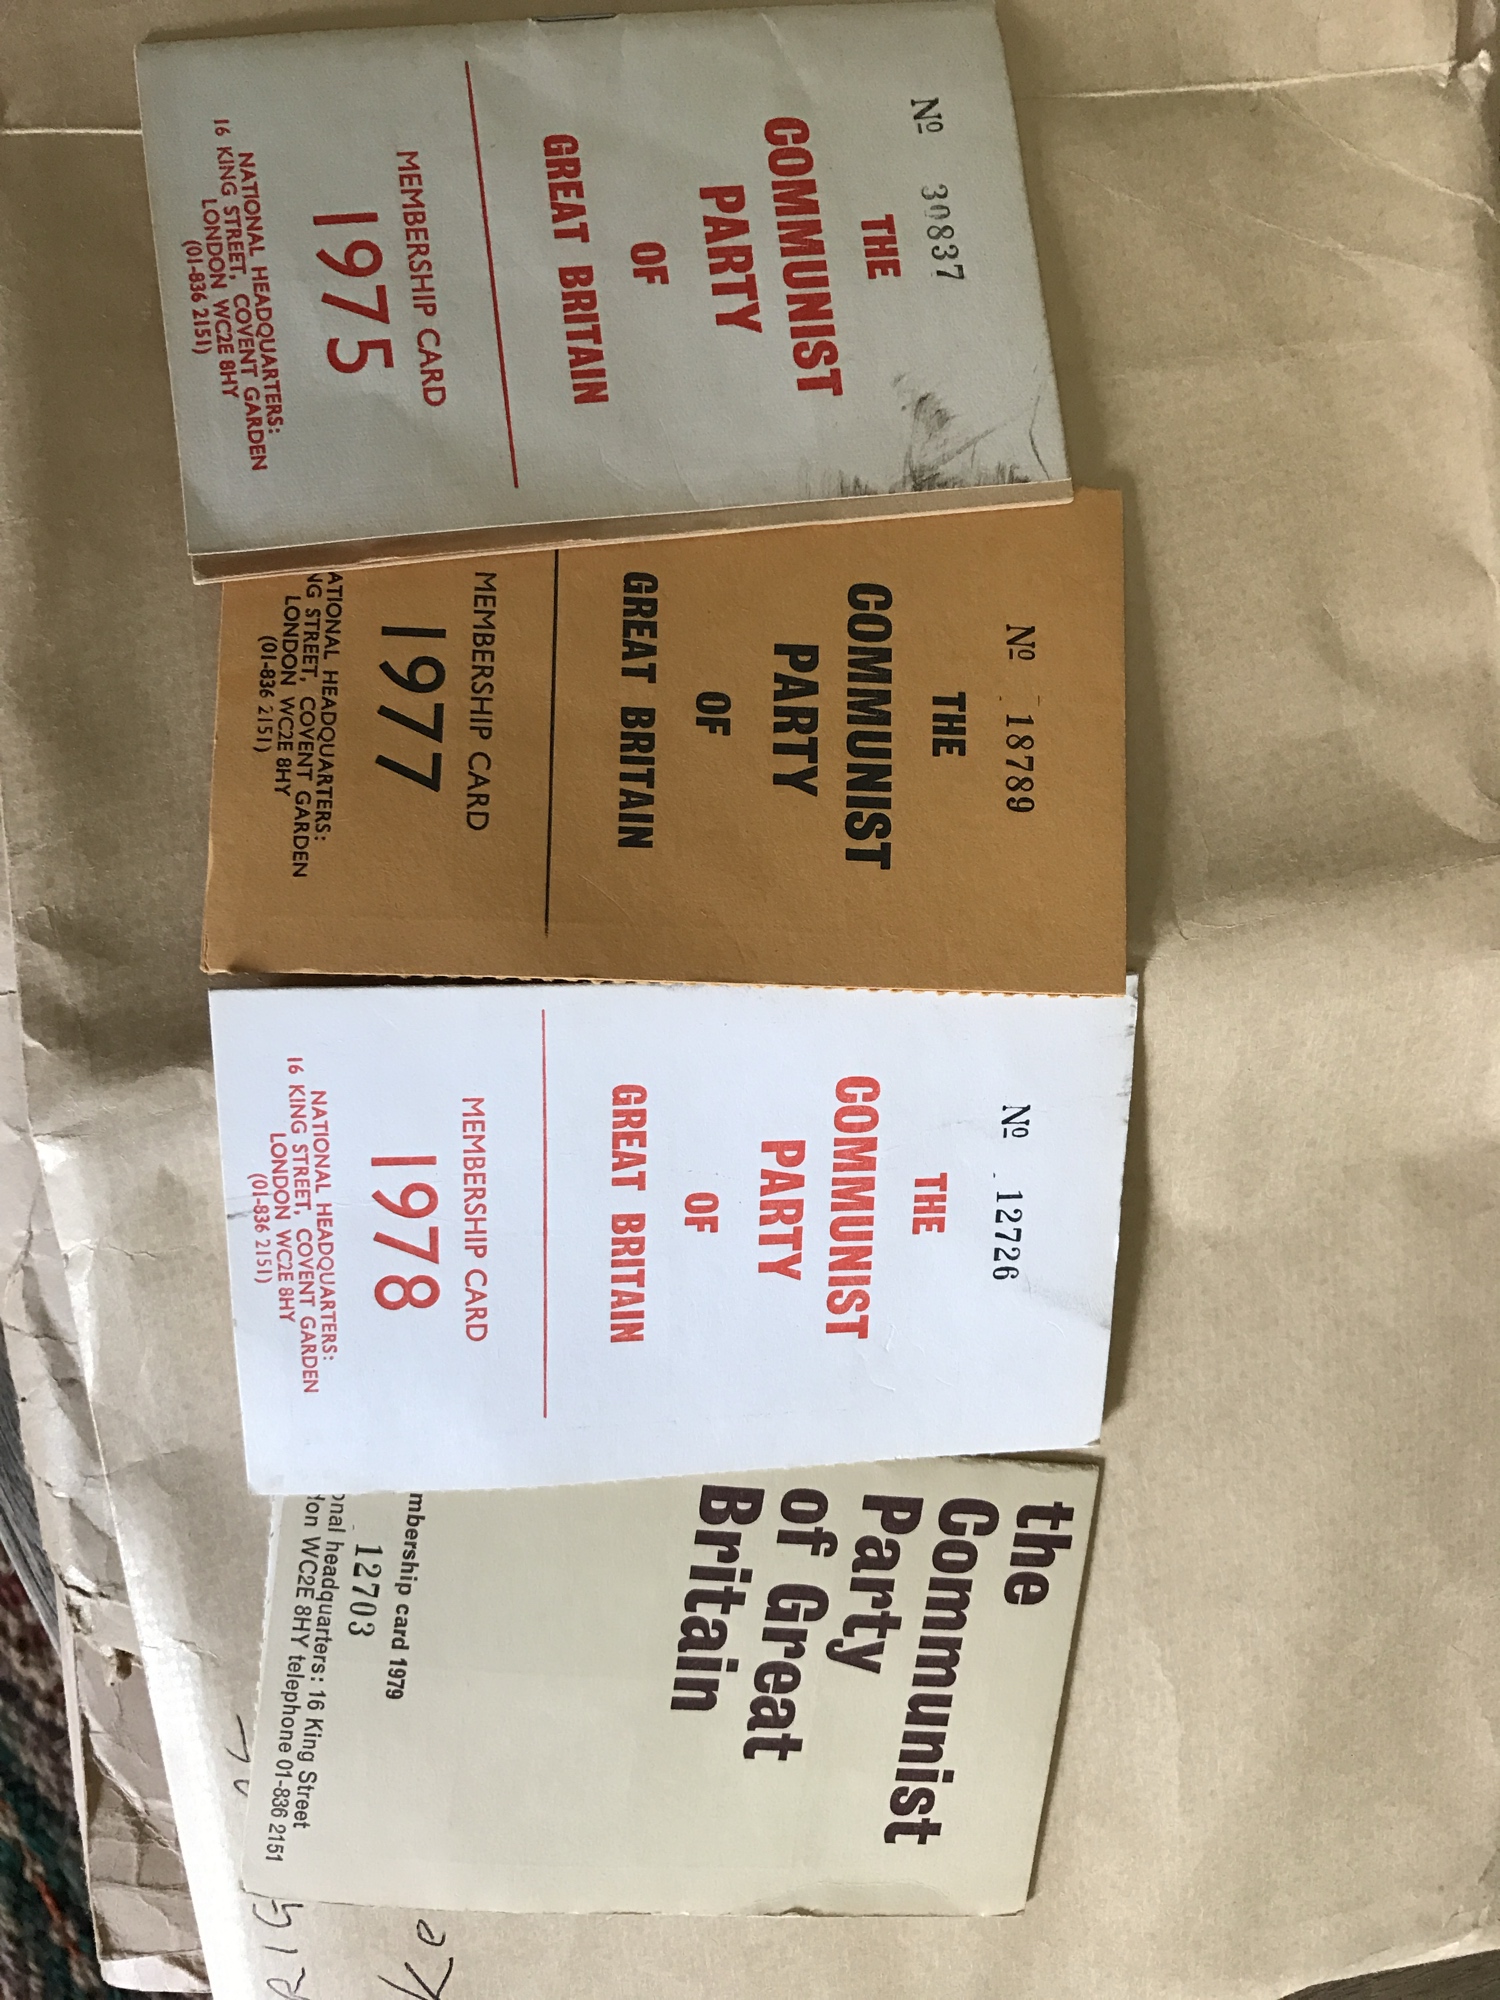 Nº 30837
THE
COMMUNIST
PARTY
OF
GREAT BRITAIN
MEMBERSHIP CARD
1975
NATIONAL HEADQUARTERS:
16 KING STREET, COVENT GARDEN
LONDON WC2E 8HY
(01-836 2151)
Nº 18789
THE
COMMUNIST
PARTY
OF
GREAT BRITAIN
MEMBERSHIP CARD
1977
ATIONAL HEADQUARTERS:
NG STREET, COVENT GARDEN
LONDON WC2E 8HY
(01-836 2151)
Nº 12726
THE
COMMUNIST
PARTY
OF
GREAT BRITAIN
MEMBERSHIP CARD
1978
NATIONAL HEADQUARTERS:
16 KING STREET, COVENT GARDEN
LONDON WC2E 8HY
(01-836 2151)
the
Communist
Party
of Great
Britain
mbership card 1979
12703
onal headquarters: 16 King Street
don WC2E 8HY telephone 01-836 2151